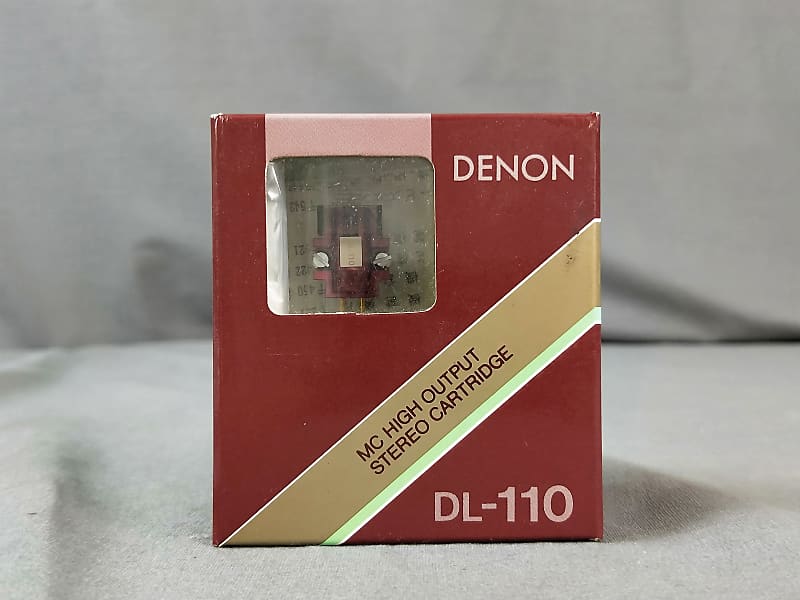 DENON
MC HIGH OUTPUT
STEREO CARTRIDGE
DL-110